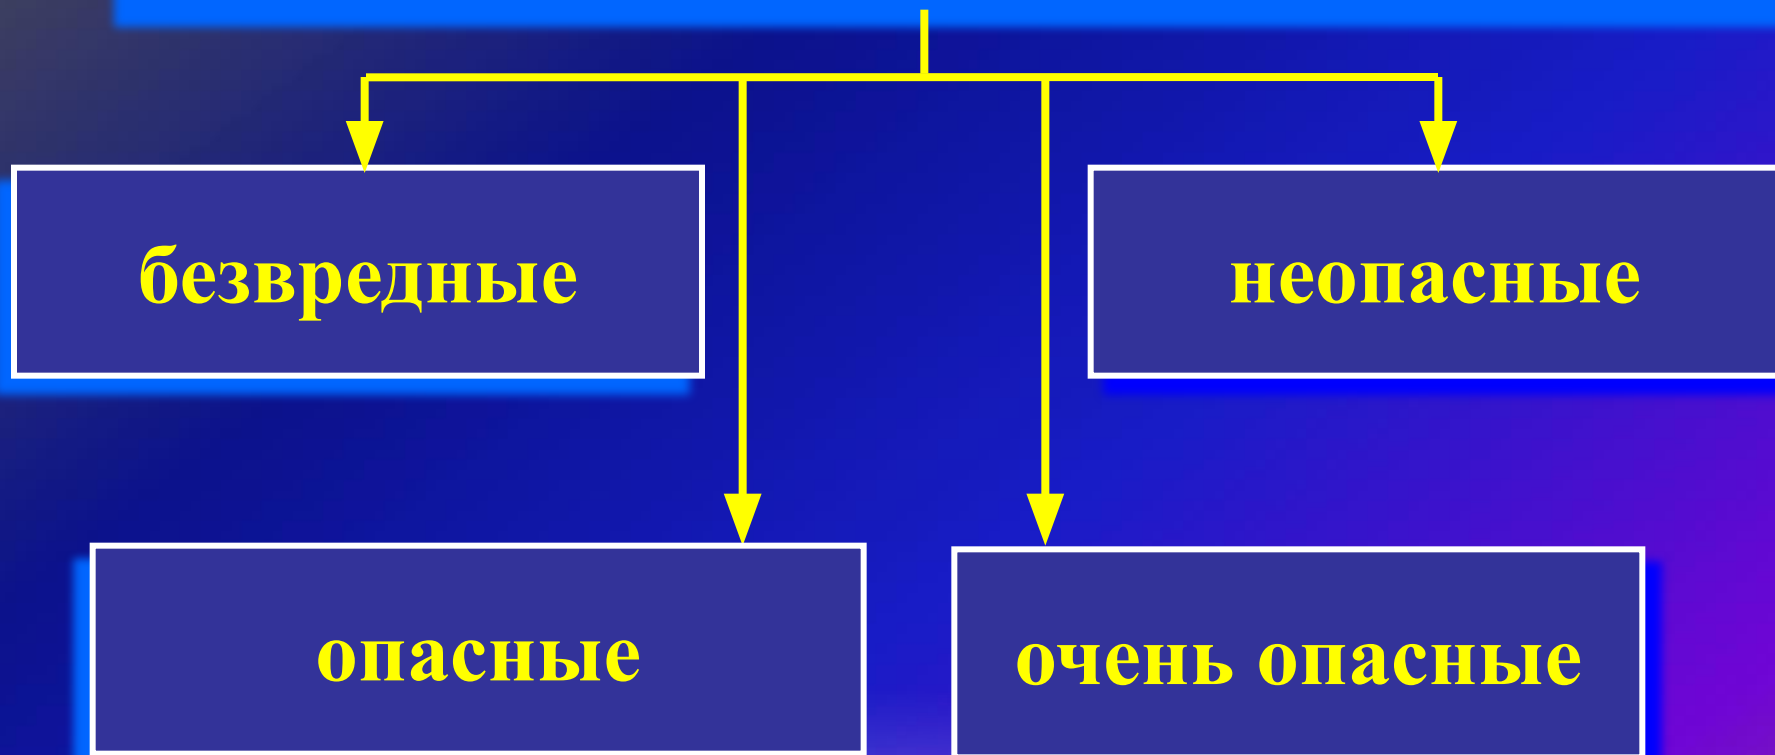 безвредные
неопасные
опасные
очень опасные